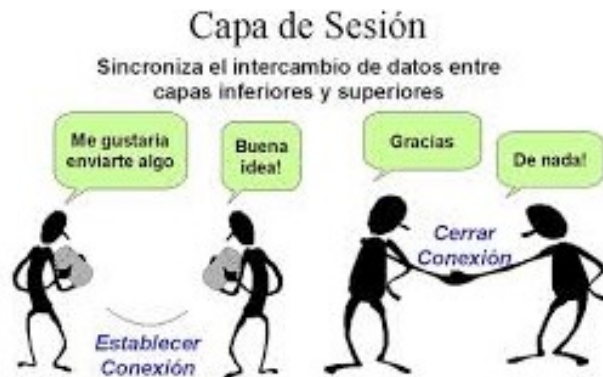 Capa de Sesión
Sincroniza el intercambio de datos entre
capas inferiores y superiores
Me gustaria
enviarte algo
Buena
idea!
Gracias
De nada!
Establecer
Conexión
Cerrar
Conexión